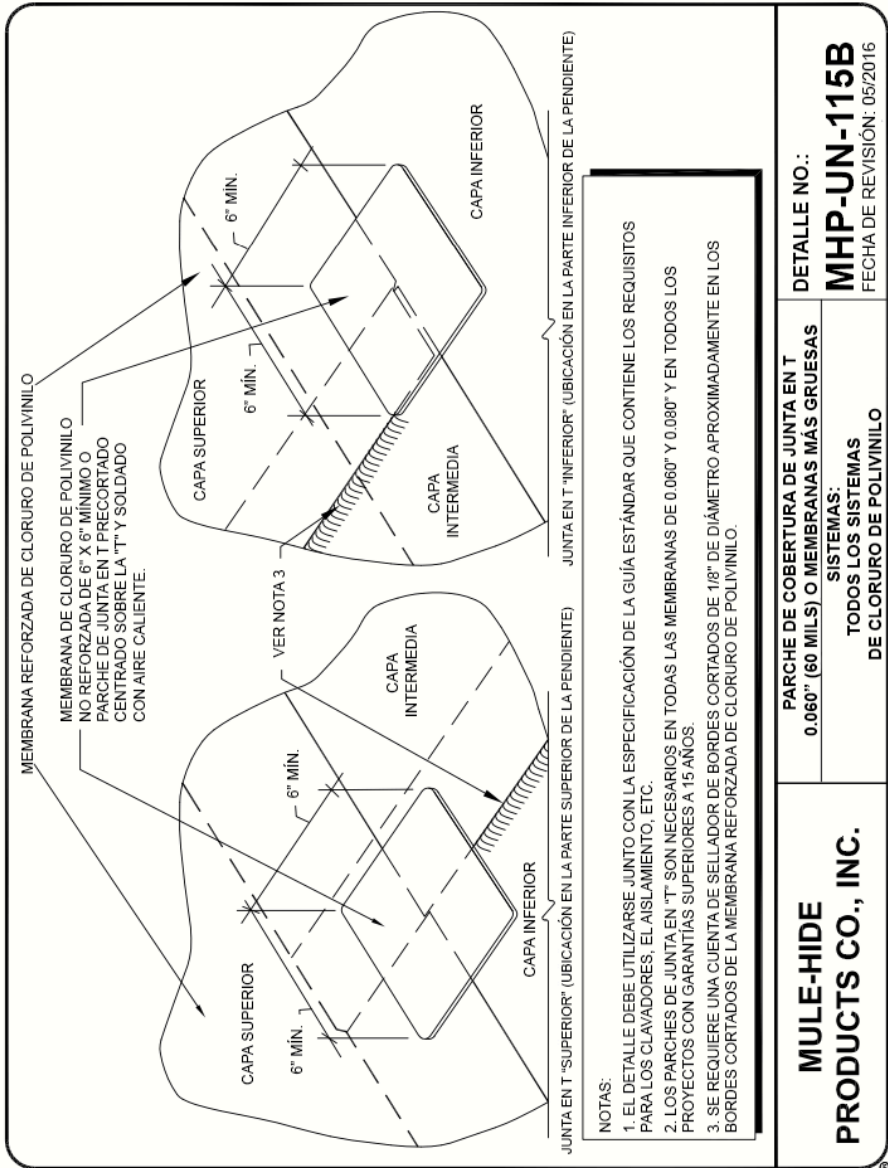 MEMBRANA REFORZADA DE CLORURO DE POLIVINILO
MEMBRANA DE CLORURO DE POLIVINILO
NO REFORZADA DE 6" X 6" MÍNIMO O
PARCHE DE JUNTA EN T PRECORTADO
CENTRADO SOBRE LA "T" Y SOLDADO
CON AIRE CALIENTE.
VER NOTA 3
CAPA SUPERIOR
6" MÍN.
6" MÍN.
CAPA
INTERMEDIA
CAPA INFERIOR
JUNTA EN T "SUPERIOR" (UBICACIÓN EN LA PARTE SUPERIOR DE LA PENDIENTE)
CAPA SUPERIOR
6" MÍN.
6" MÍN.
CAPA
INTERMEDIA
CAPA INFERIOR
JUNTA EN T "INFERIOR" (UBICACIÓN EN LA PARTE INFERIOR DE LA PENDIENTE)
NOTAS:
1. EL DETALLE DEBE UTILIZARSE JUNTO CON LA ESPECIFICACIÓN DE LA GUÍA ESTÁNDAR QUE CONTIENE LOS REQUISITOS
PARA LOS CLAVADORES, EL AISLAMIENTO, ETC.
2. LOS PARCHES DE JUNTA EN "T" SON NECESARIOS EN TODAS LAS MEMBRANAS DE 0.060" Y 0.080" Y EN TODOS LOS
PROYECTOS CON GARANTÍAS SUPERIORES A 15 AÑOS.
3. SE REQUIERE UNA CUENTA DE SELLADOR DE BORDES CORTADOS DE 1/8" DE DIÁMETRO APROXIMADAMENTE EN LOS
BORDES CORTADOS DE LA MEMBRANA REFORZADA DE CLORURO DE POLIVINILO.
MULE-HIDE
PRODUCTS CO., INC.
PARCHE DE COBERTURA DE JUNTA EN T
0.060" (60 MILS) O MEMBRANAS MÁS GRUESAS
SISTEMAS:
TODOS LOS SISTEMAS
DE CLORURO DE POLIVINILO
DETALLE NO.:
MHP-UN-115B
FECHA DE REVISIÓN: 05/2016